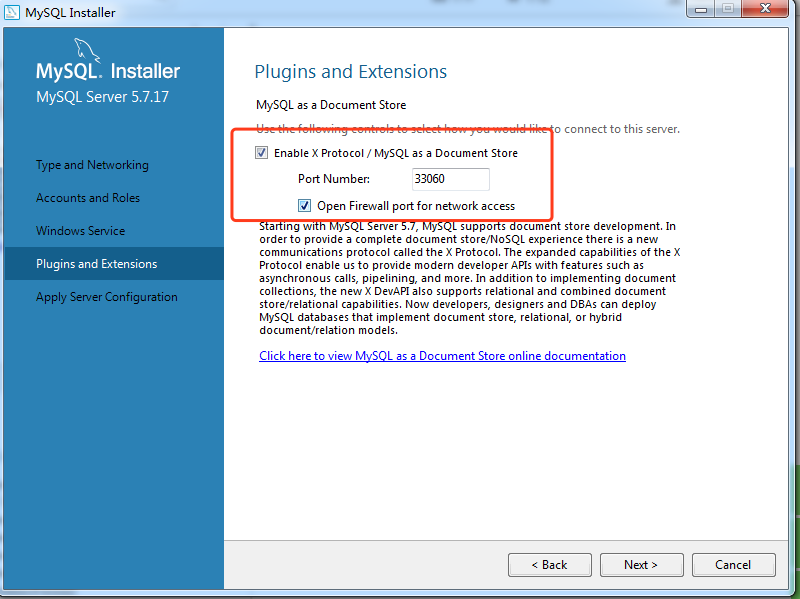 MySQL Installer
MySQL. Installer
MySQL Server 5.7.17
Type and Networking
Accounts and Roles
Windows Service
Plugins and Extensions
Apply Server Configuration
Plugins and Extensions
MySQL as a Document Store
Use the following controls to select how you would like to connect to this server.
Enable X Protocol / MySQL as a Document Store
Port Number: 33060
Open Firewall port for network access
Starting with MySQL Server 5.7, MySQL supports document store development. In
order to provide a complete document store/NoSQL experience there is a new
communications protocol called the X Protocol. The expanded capabilities of the X
Protocol enable us to provide modern developer APIs with features such as
asynchronous calls, pipelining, and more. In addition to implementing document
collections, the new X DevAPI also supports relational and combined document
store/relational capabilities. Now developers, designers and DBAs can deploy
MySQL databases that implement document store, relational, or hybrid
document/relation models.
Click here to view MySQL as a Document Store online documentation
< Back
Next >
Cancel